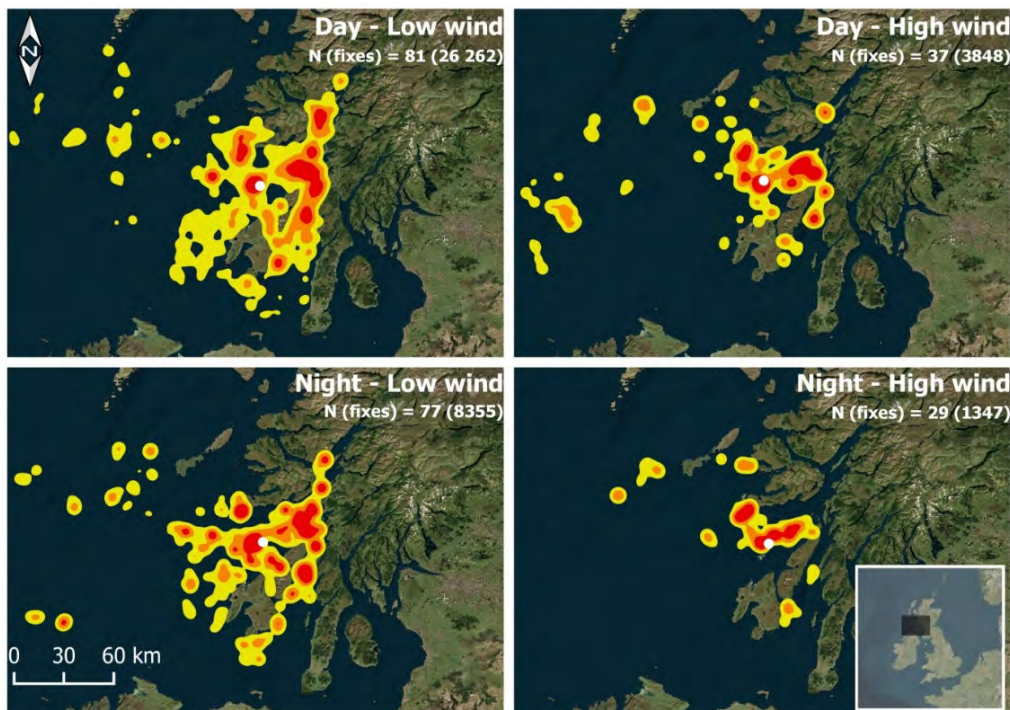 Day - Low wind
N (fixes) = 81 (26 262)
Day - High wind
N (fixes) = 37 (3848)
N
Night - Low wind
N (fixes) = 77 (8355)
Night - High wind
N (fixes) = 29 (1347)
0 30 60 km